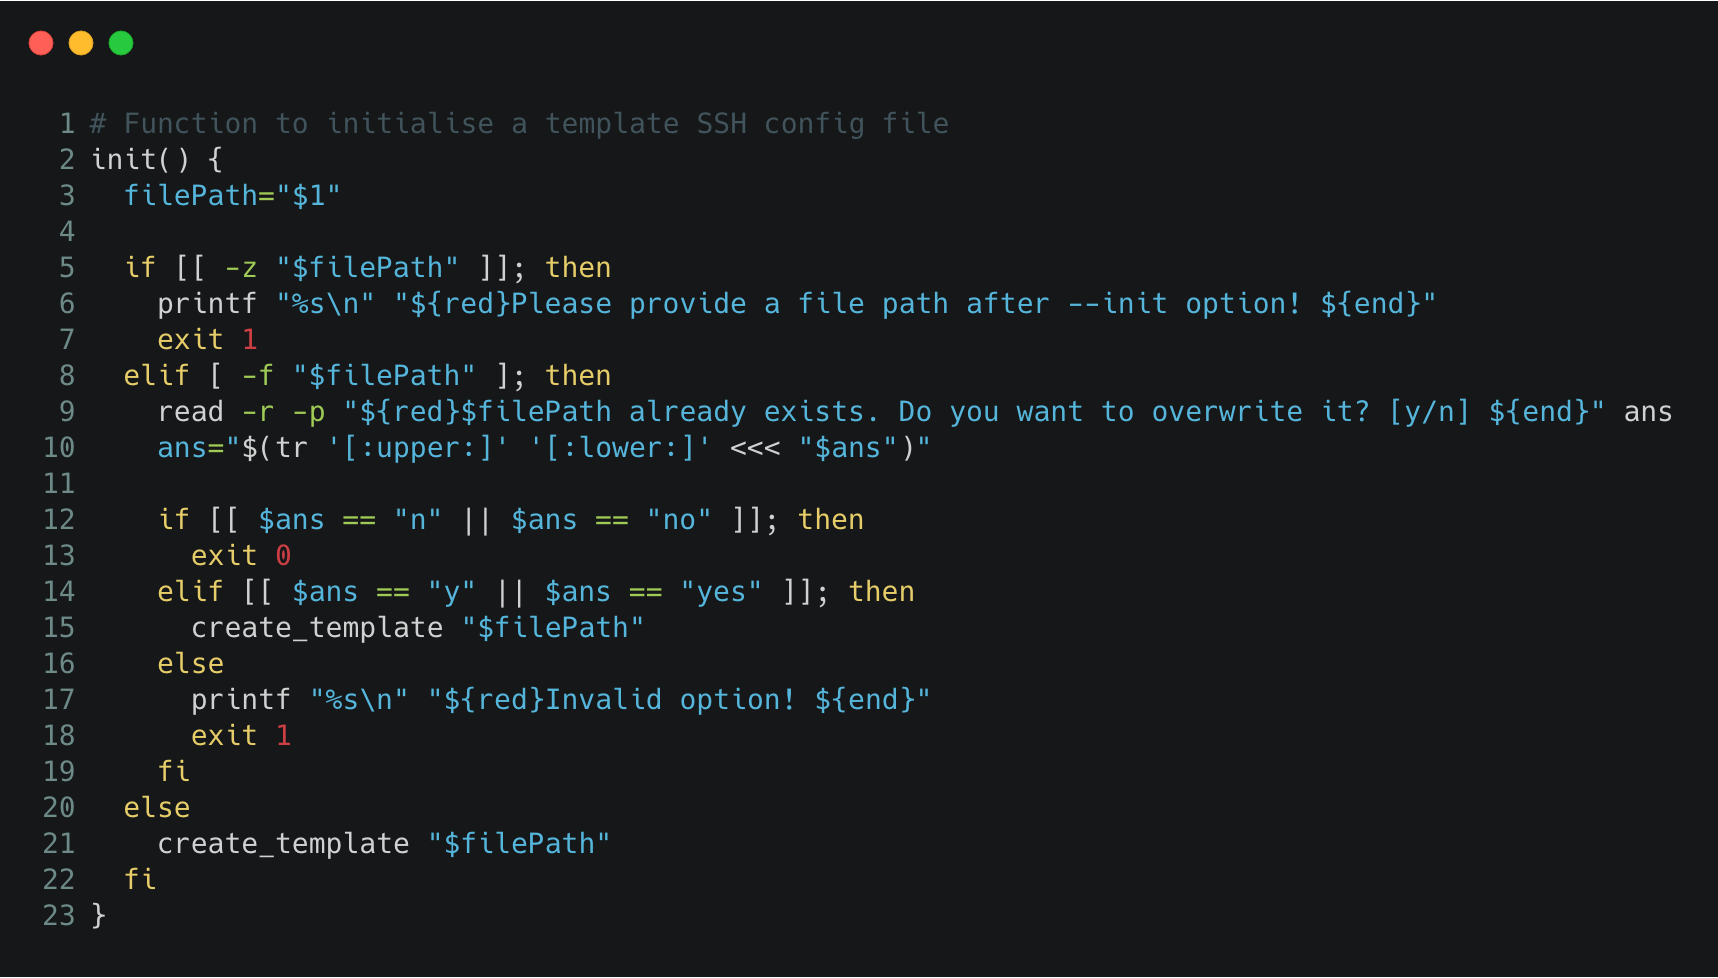 1 # Function to initialise a template SSH config file
2 init() {
3   filePath="$1"
4
5   if [[ -z "$filePath" ]]; then
6     printf "%s\n" "${red}Please provide a file path after --init option! ${end}"
7     exit 1
8   elif [ -f "$filePath" ]; then
9     read -r -p "${red}$filePath already exists. Do you want to overwrite it? [y/n] ${end}" ans
10     ans="$(tr '[:upper:]' '[:lower:]' <<< "$ans")"
11
12     if [[ $ans == "n" || $ans == "no" ]]; then
13       exit 0
14     elif [[ $ans == "y" || $ans == "yes" ]]; then
15       create_template "$filePath"
16     else
17       printf "%s\n" "${red}Invalid option! ${end}"
18       exit 1
19     fi
20   else
21     create_template "$filePath"
22   fi
23 }